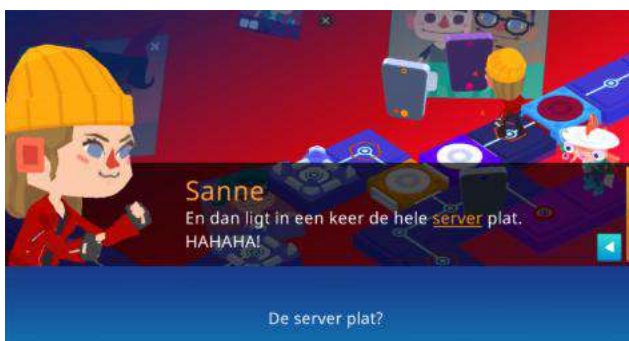 Sanne
En dan ligt in een keer de hele server plat.
HAHAHA!
De server plat?